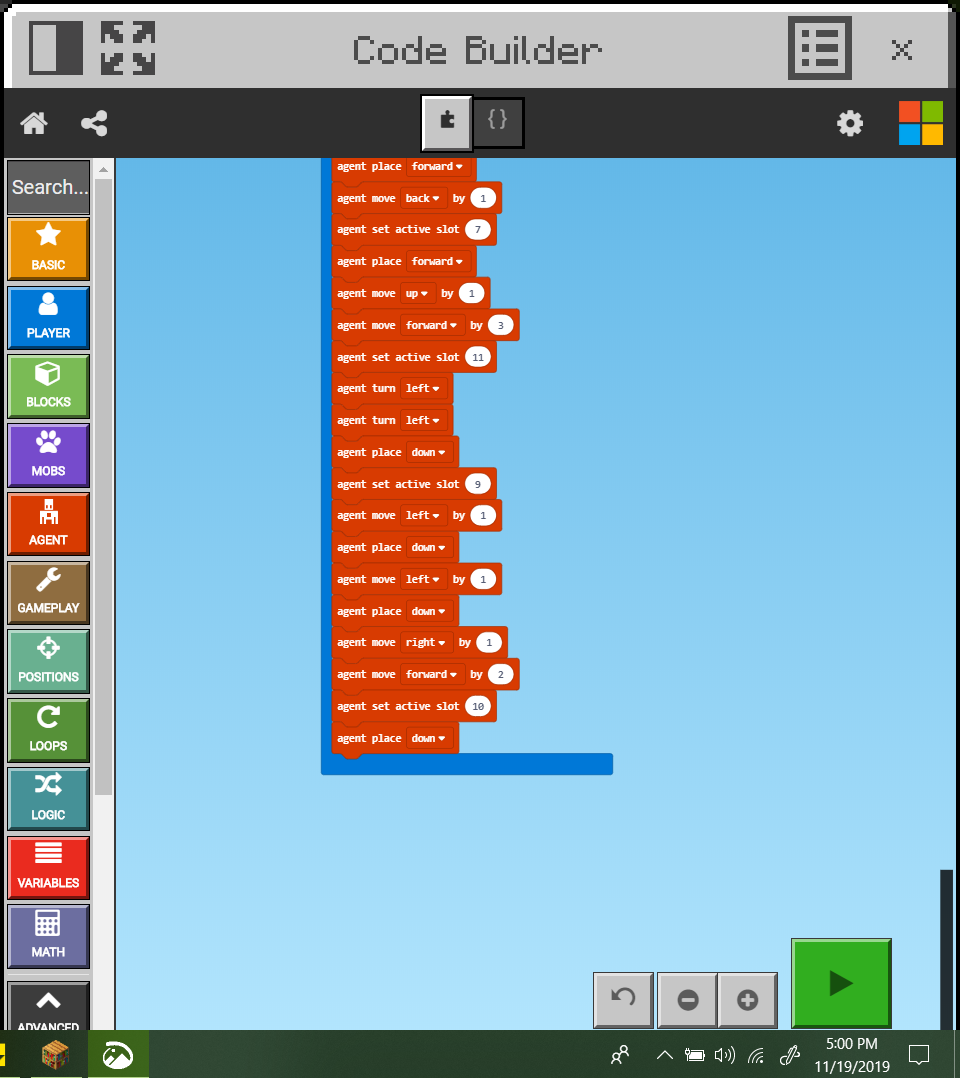 Code Builder
{}
Search...
BASIC
PLAYER
BLOCKS
MOBS
AGENT
GAMEPLAY
POSITIONS
LOOPS
LOGIC
VARIABLES
MATH
ADVANCED
agent place forward
agent move back by 1
agent set active slot 7
agent place forward
agent move up by 1
agent move forward by 3
agent set active slot 11
agent turn left
agent turn left
agent place down
agent set active slot 9
agent move left by 1
agent place down
agent move left by 1
agent place down
agent move right by 1
agent move forward by 2
agent set active slot 10
agent place down
5:00 PM
11/19/2019